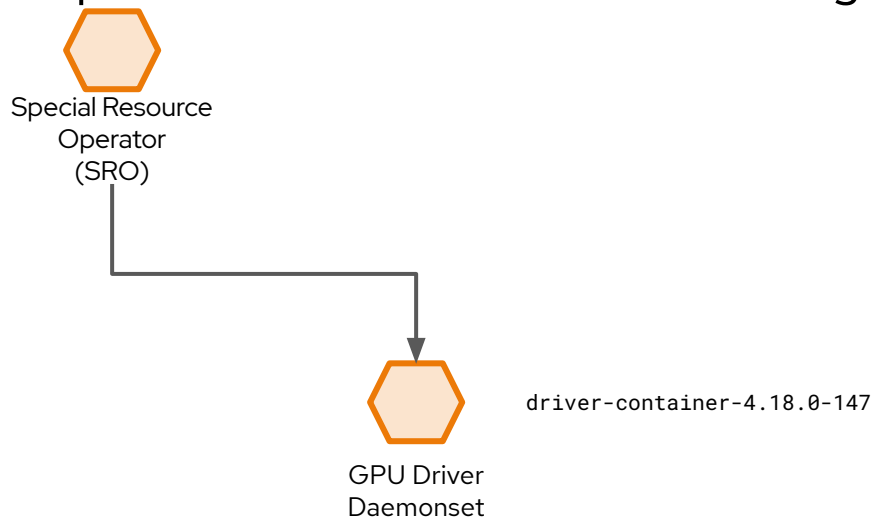 Special Resource
Operator
(SRO)
driver-container-4.18.0-147
GPU Driver
Daemonset